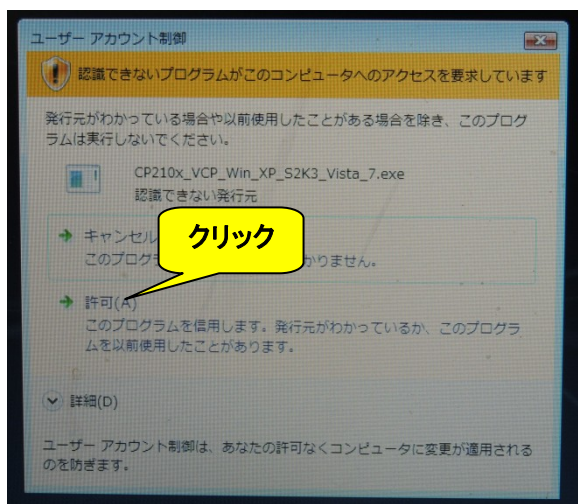 ユーザー アカウント制御
認識できないプログラムがこのコンピュータへのアクセスを要求しています
発行元がわかっている場合や以前使用したことがある場合を除き、このプログ
ラムは実行しないでください。
CP210x_VCP_Win_XP_S2K3_Vista_7.exe
認識できない発行元
キャンセル
クリック
このプログ
かりません。
許可(A)
このプログラムを信用します。発行元がわかっているか、このプログラ
ムを以前使用したことがあります。
詳細(D)
ユーザー アカウント制御は、あなたの許可なくコンピュータに変更が適用される
のを防ぎます。